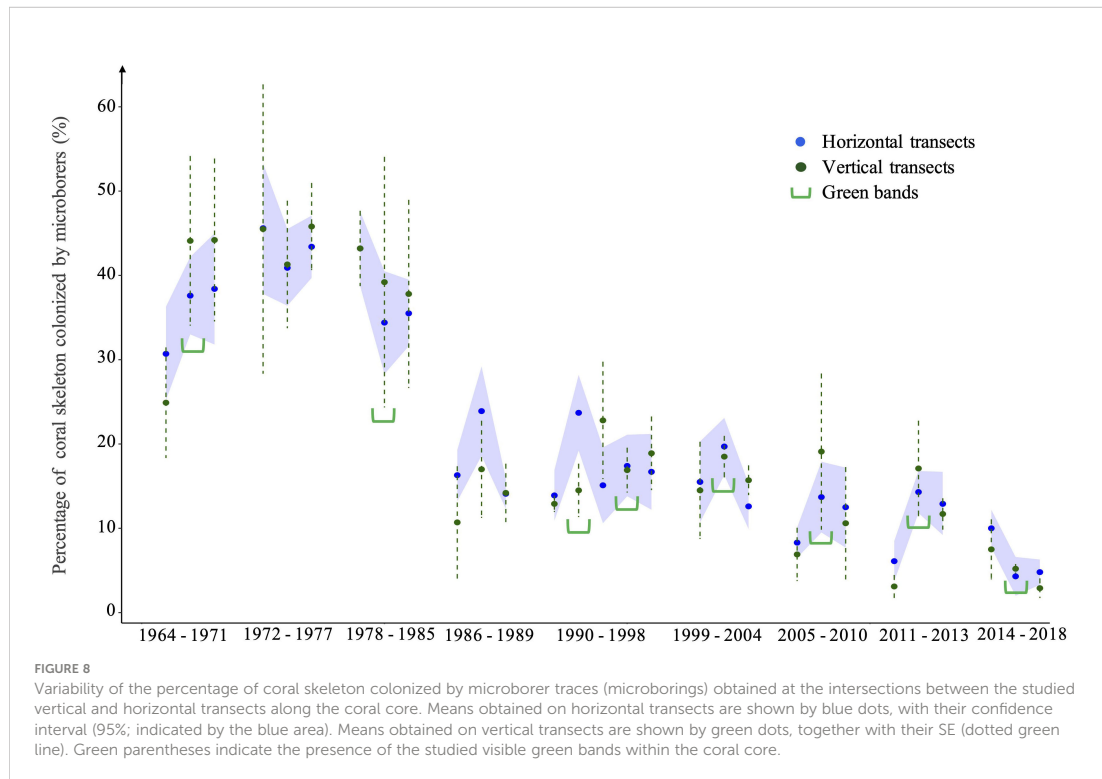 Percentage of coral skeleton colonized by microborers (%)
60
50
40
30
20
10
0
Horizontal transects
Vertical transects
Green bands
1964 - 1971
1972 - 1977
1978 - 1985
1986 - 1989
1990 - 1998
1999 - 2004
2005 - 2010
2011 - 2013
2014 - 2018
FIGURE 8
Variability of the percentage of coral skeleton colonized by microborer traces (microborings) obtained at the intersections between the studied
vertical and horizontal transects along the coral core. Means obtained on horizontal transects are shown by blue dots, with their confidence
interval (95%; indicated by the blue area). Means obtained on vertical transects are shown by green dots, together with their SE (dotted green
line). Green parentheses indicate the presence of the studied visible green bands within the coral core.